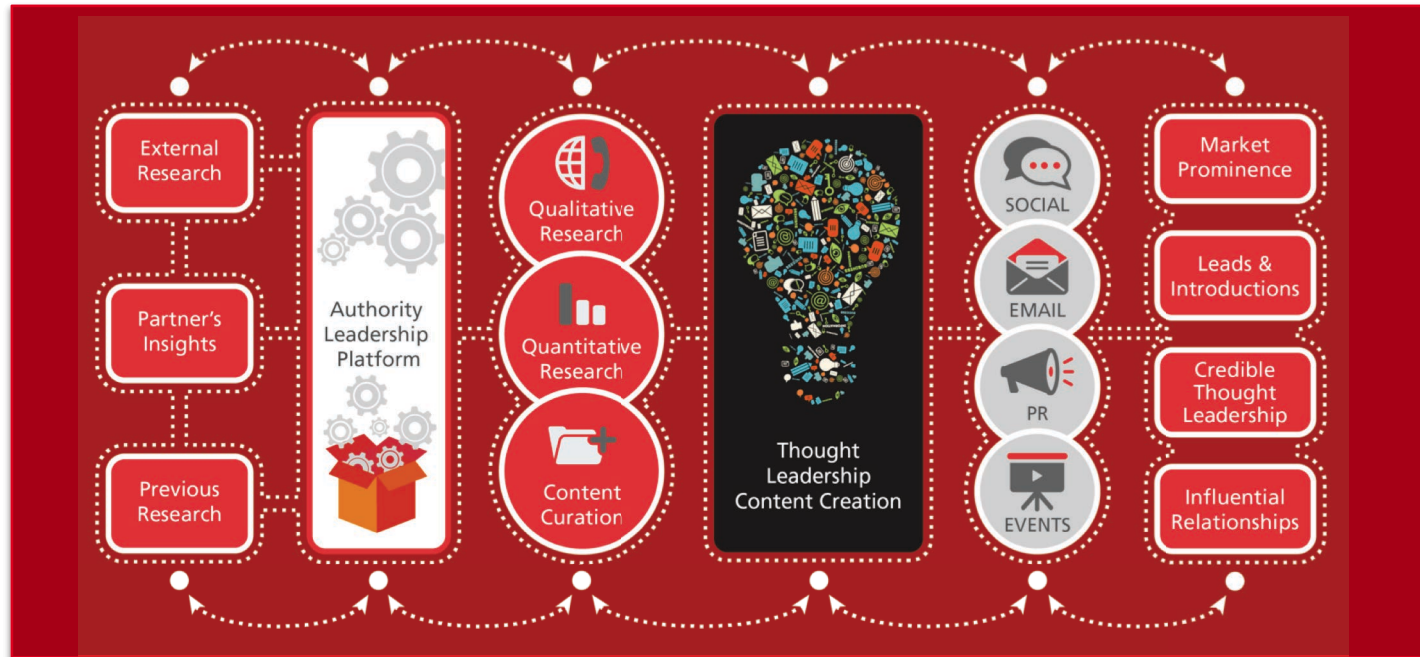 External
Research
Partner's
Insights
Previous
Research
Authority
Leadership
Platform
Qualitative
Research
Quantitative
Research
Content
Curation
Thought
Leadership
Content Creation
SOCIAL
EMAIL
PR
EVENTS
Market
Prominence
Leads &
Introductions
Credible
Thought
Leadership
Influential
Relationships